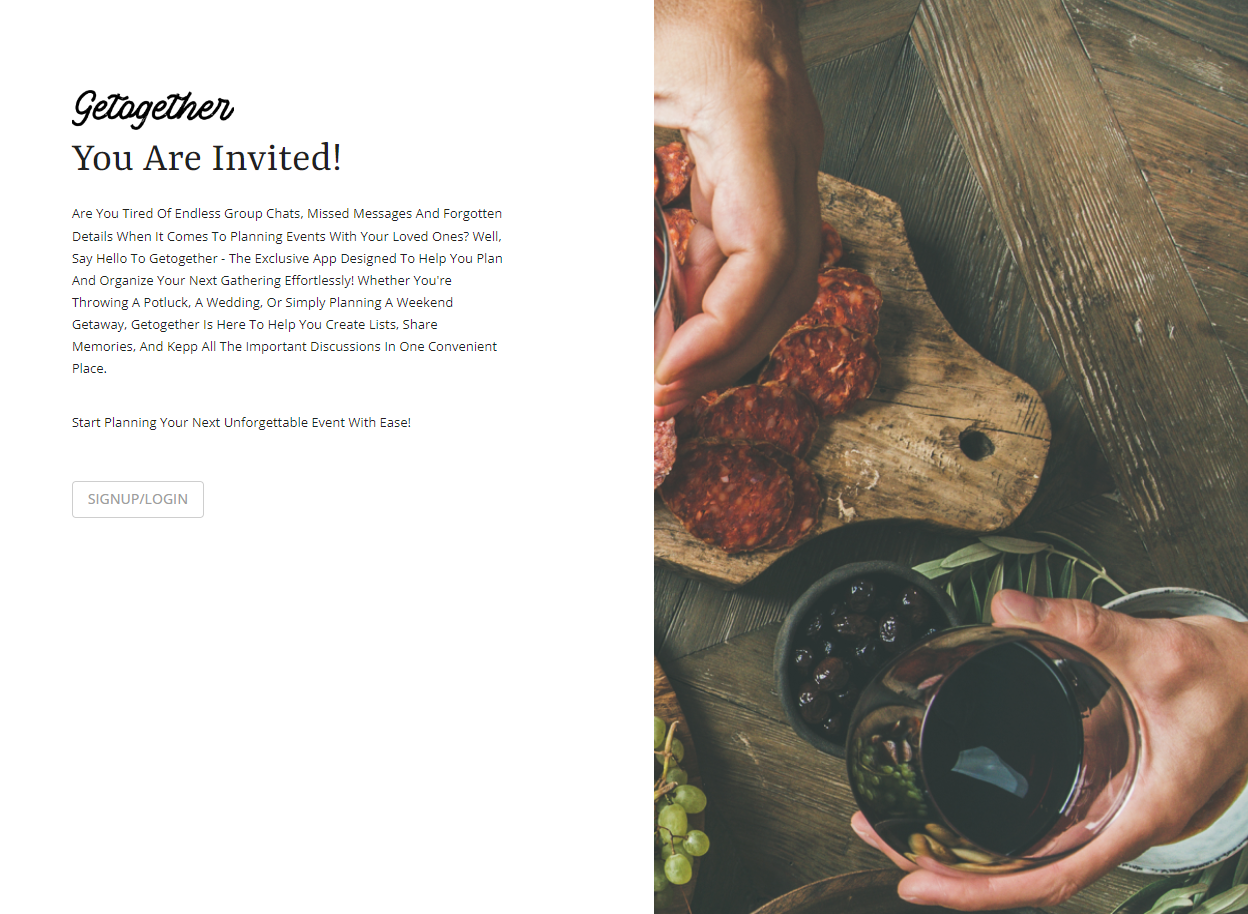 Getogether
You Are Invited!
Are You Tired Of Endless Group Chats, Missed Messages And Forgotten
Details When It Comes To Planning Events With Your Loved Ones? Well,
Say Hello To Getogether - The Exclusive App Designed To Help You Plan
And Organize Your Next Gathering Effortlessly! Whether You're
Throwing A Potluck, A Wedding, Or Simply Planning A Weekend
Getaway, Getogether Is Here To Help You Create Lists, Share
Memories, And Kepp All The Important Discussions In One Convenient
Place.
Start Planning Your Next Unforgettable Event With Ease!
SIGNUP/LOGIN